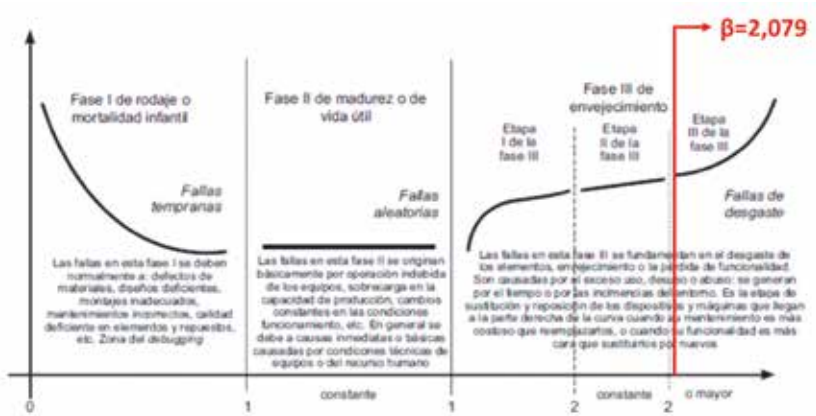 β=2,079
Fase I de rodaje o
mortalidad infantil
Fallas
tempranas
Las fallas en esta fase I se deben
normalmente a: defectos de
materiales, diseños deficientes,
montajes inadecuados,
mantenimientos incorrectos, calidad
deficiente en elementos y repuestos,
etc. Zona del debugging
Fase II de madurez o de
vida útil
Fallas
aleatorias
Las fallas en esta fase II se originan
básicamente por operación indebida
de los equipos, sobrecarga en la
capacidad de producción, cambios
constantes en las condiciones
funcionamiento, etc. En general se
debe a causas inmediatas o básicas
causadas por condiciones técnicas de
equipos o del recurso humano
Fase III de
envejecimiento
Etapa
I de la
fase III
Etapa
II de la
fase III
Etapa
III de la
fase III
Fallas de
desgaste
Las fallas en esta fase III se fundamentan en el desgaste de
los elementos, envejecimiento o la pérdida de funcionalidad.
Son causadas por el exceso uso, desuso o abuso: se generan
por el tiempo o por las inclemencias del entorno. Es la etapa de
sustitución y reposición de los dispositivos y máquinas que llegan
a la parte derecha de la curva cuando su mantenimiento es más
costoso que reemplazarlos, o cuando su funcionalidad es más
cara que sustituirlos por nuevos
0
1
constante
1
2
constante
2
o mayor